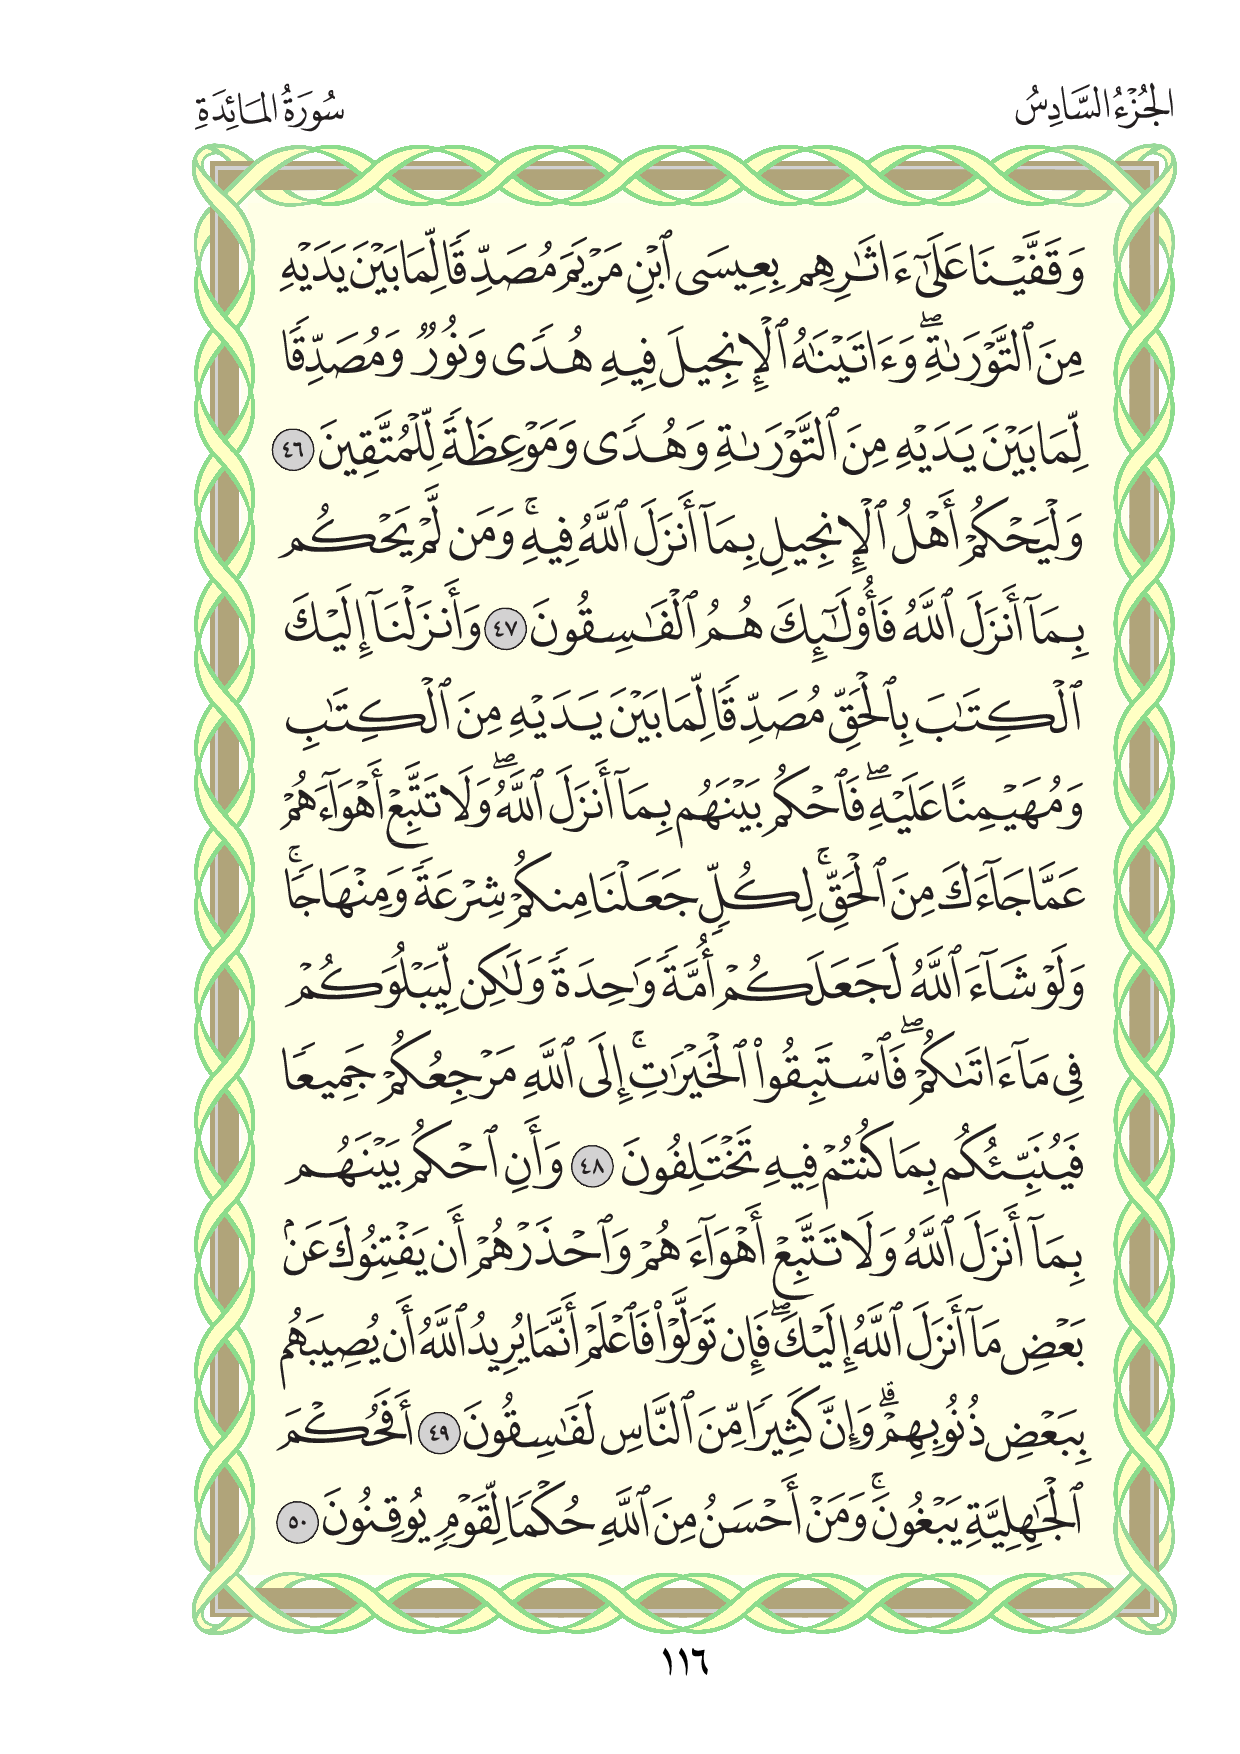 الجُزْءُ السَّادِسُ
سُورَةُ المَائِدَةِ
وَقَفَّيْنَا عَلَىٰٓ ءَاثَٰرِهِم بِعِيسَى ٱبْنِ مَرْيَمَ مُصَدِّقًا لِّمَا بَيْنَ يَدَيْهِ
مِنَ ٱلتَّوْرَىٰةِ ۖ وَءَاتَيْنَٰهُ ٱلْإِنجِيلَ فِيهِ هُدًى وَنُورٌ وَمُصَدِّقًا
لِّمَا بَيْنَ يَدَيْهِ مِنَ ٱلتَّوْرَىٰةِ وَهُدًى وَمَوْعِظَةً لِّلْمُتَّقِينَ ٤٦
وَلْيَحْكُمْ أَهْلُ ٱلْإِنجِيلِ بِمَآ أَنزَلَ ٱللَّهُ فِيهِ ۚ وَمَن لَّمْ يَحْكُم
بِمَآ أَنزَلَ ٱللَّهُ فَأُو۟لَٰٓئِكَ هُمُ ٱلْفَٰسِقُونَ ٤٧ وَأَنزَلْنَآ إِلَيْكَ
ٱلْكِتَٰبَ بِٱلْحَقِّ مُصَدِّقًا لِّمَا بَيْنَ يَدَيْهِ مِنَ ٱلْكِتَٰبِ
وَمُهَيْمِنًا عَلَيْهِ ۖ فَٱحْكُم بَيْنَهُم بِمَآ أَنزَلَ ٱللَّهُ ۖ وَلَا تَتَّبِعْ أَهْوَآءَهُمْ
عَمَّا جَآءَكَ مِنَ ٱلْحَقِّ ۚ لِكُلٍّ جَعَلْنَا مِنكُمْ شِرْعَةً وَمِنْهَاجًا ۚ
وَلَوْ شَآءَ ٱللَّهُ لَجَعَلَكُمْ أُمَّةً وَٰحِدَةً وَلَٰكِن لِّيَبْلُوَكُمْ
فِى مَآ ءَاتَىٰكُمْ ۖ فَٱسْتَبِقُوا۟ ٱلْخَيْرَٰتِ ۚ إِلَى ٱللَّهِ مَرْجِعُكُمْ جَمِيعًا
فَيُنَبِّئُكُم بِمَا كُنتُمْ فِيهِ تَخْتَلِفُونَ ٤٨ وَأَنِ ٱحْكُم بَيْنَهُم
بِمَآ أَنزَلَ ٱللَّهُ وَلَا تَتَّبِعْ أَهْوَآءَهُمْ وَٱحْذَرْهُمْ أَن يَفْتِنُوكَ عَنۢ
بَعْضِ مَآ أَنزَلَ ٱللَّهُ إِلَيْكَ ۖ فَإِن تَوَلَّوْا۟ فَٱعْلَمْ أَنَّمَا يُرِيدُ ٱللَّهُ أَن يُصِيبَهُم
بِبَعْضِ ذُنُوبِهِمْ ۗ وَإِنَّ كَثِيرًا مِّنَ ٱلنَّاسِ لَفَٰسِقُونَ ٤٩ أَفَحُكْمَ
ٱلْجَٰهِلِيَّةِ يَبْغُونَ ۚ وَمَنْ أَحْسَنُ مِنَ ٱللَّهِ حُكْمًا لِّقَوْمٍ يُوقِنُونَ ٥٠
١١٦